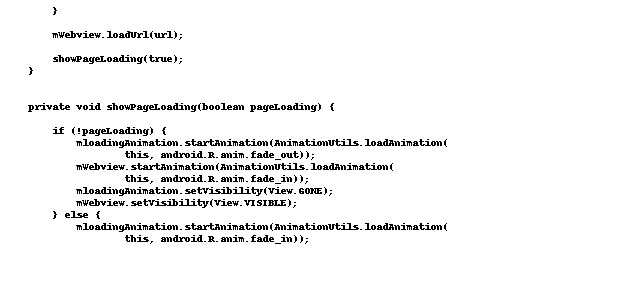 }
mWebview.loadUrl(url);
showPageLoading(true);
}
private void showPageLoading(boolean pageLoading) {
if (!pageLoading) {
mloadingAnimation.startAnimation(AnimationUtils.loadAnimation(
this, android.R.anim.fade_out));
mWebview.startAnimation(AnimationUtils.loadAnimation(
this, android.R.anim.fade_in));
mloadingAnimation.setVisibility(View.GONE);
mWebview.setVisibility(View.VISIBLE);
} else {
mloadingAnimation.startAnimation(AnimationUtils.loadAnimation(
this, android.R.anim.fade_in));